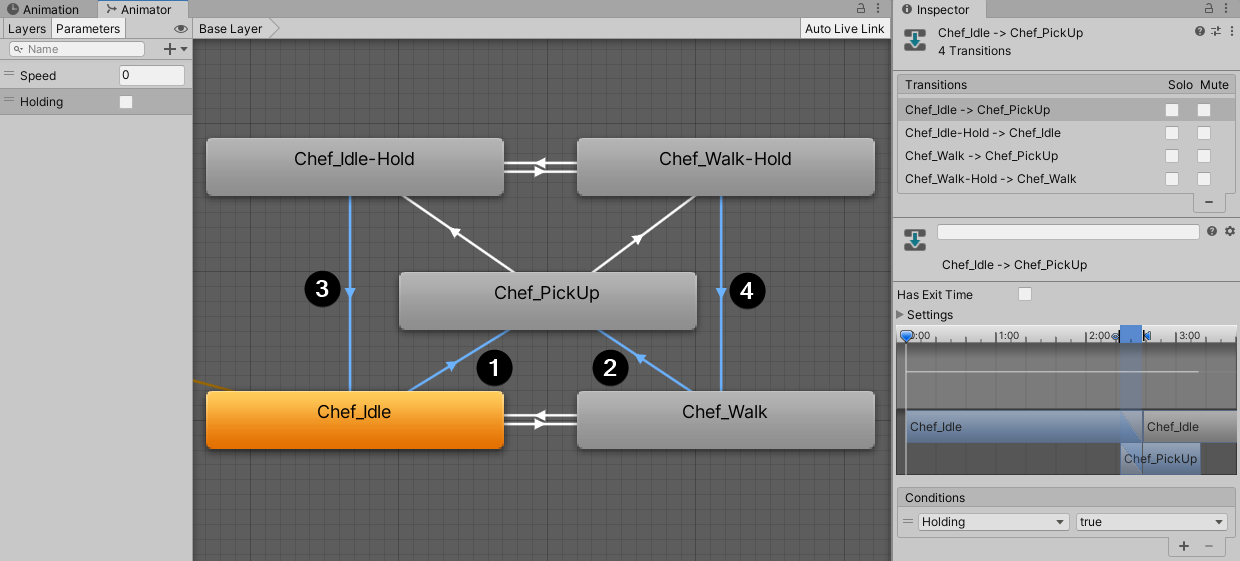 Animation Animator
Layers Parameters
Name
Speed 0
Holding
Base Layer Auto Live Link
Chef_Idle-Hold Chef_Walk-Hold
3 4
Chef_PickUp
1 2
Chef_Idle Chef_Walk
Inspector
Chef_Idle -> Chef_PickUp
4 Transitions
Transitions Solo Mute
Chef_Idle -> Chef_PickUp
Chef_Idle-Hold -> Chef_Idle
Chef_Walk -> Chef_PickUp
Chef_Walk-Hold -> Chef_Walk
Chef_Idle -> Chef_PickUp
Has Exit Time
Settings
0:00 1:00 2:00 3:00
Chef_Idle Chef_Idle
Chef_PickUp
Conditions
Holding true